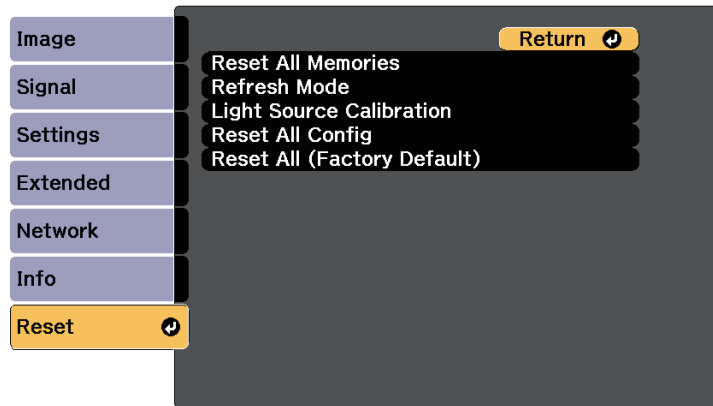 Image
Signal
Settings
Extended
Network
Info
Reset
Return
Reset All Memories
Refresh Mode
Light Source Calibration
Reset All Config
Reset All (Factory Default)